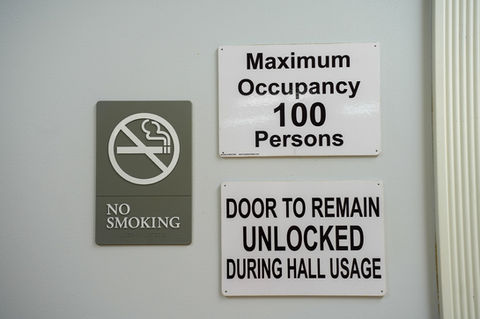 Maximum
Occupancy
100
Persons
NO
SMOKING
DOOR TO REMAIN
UNLOCKED
DURING HALL USAGE